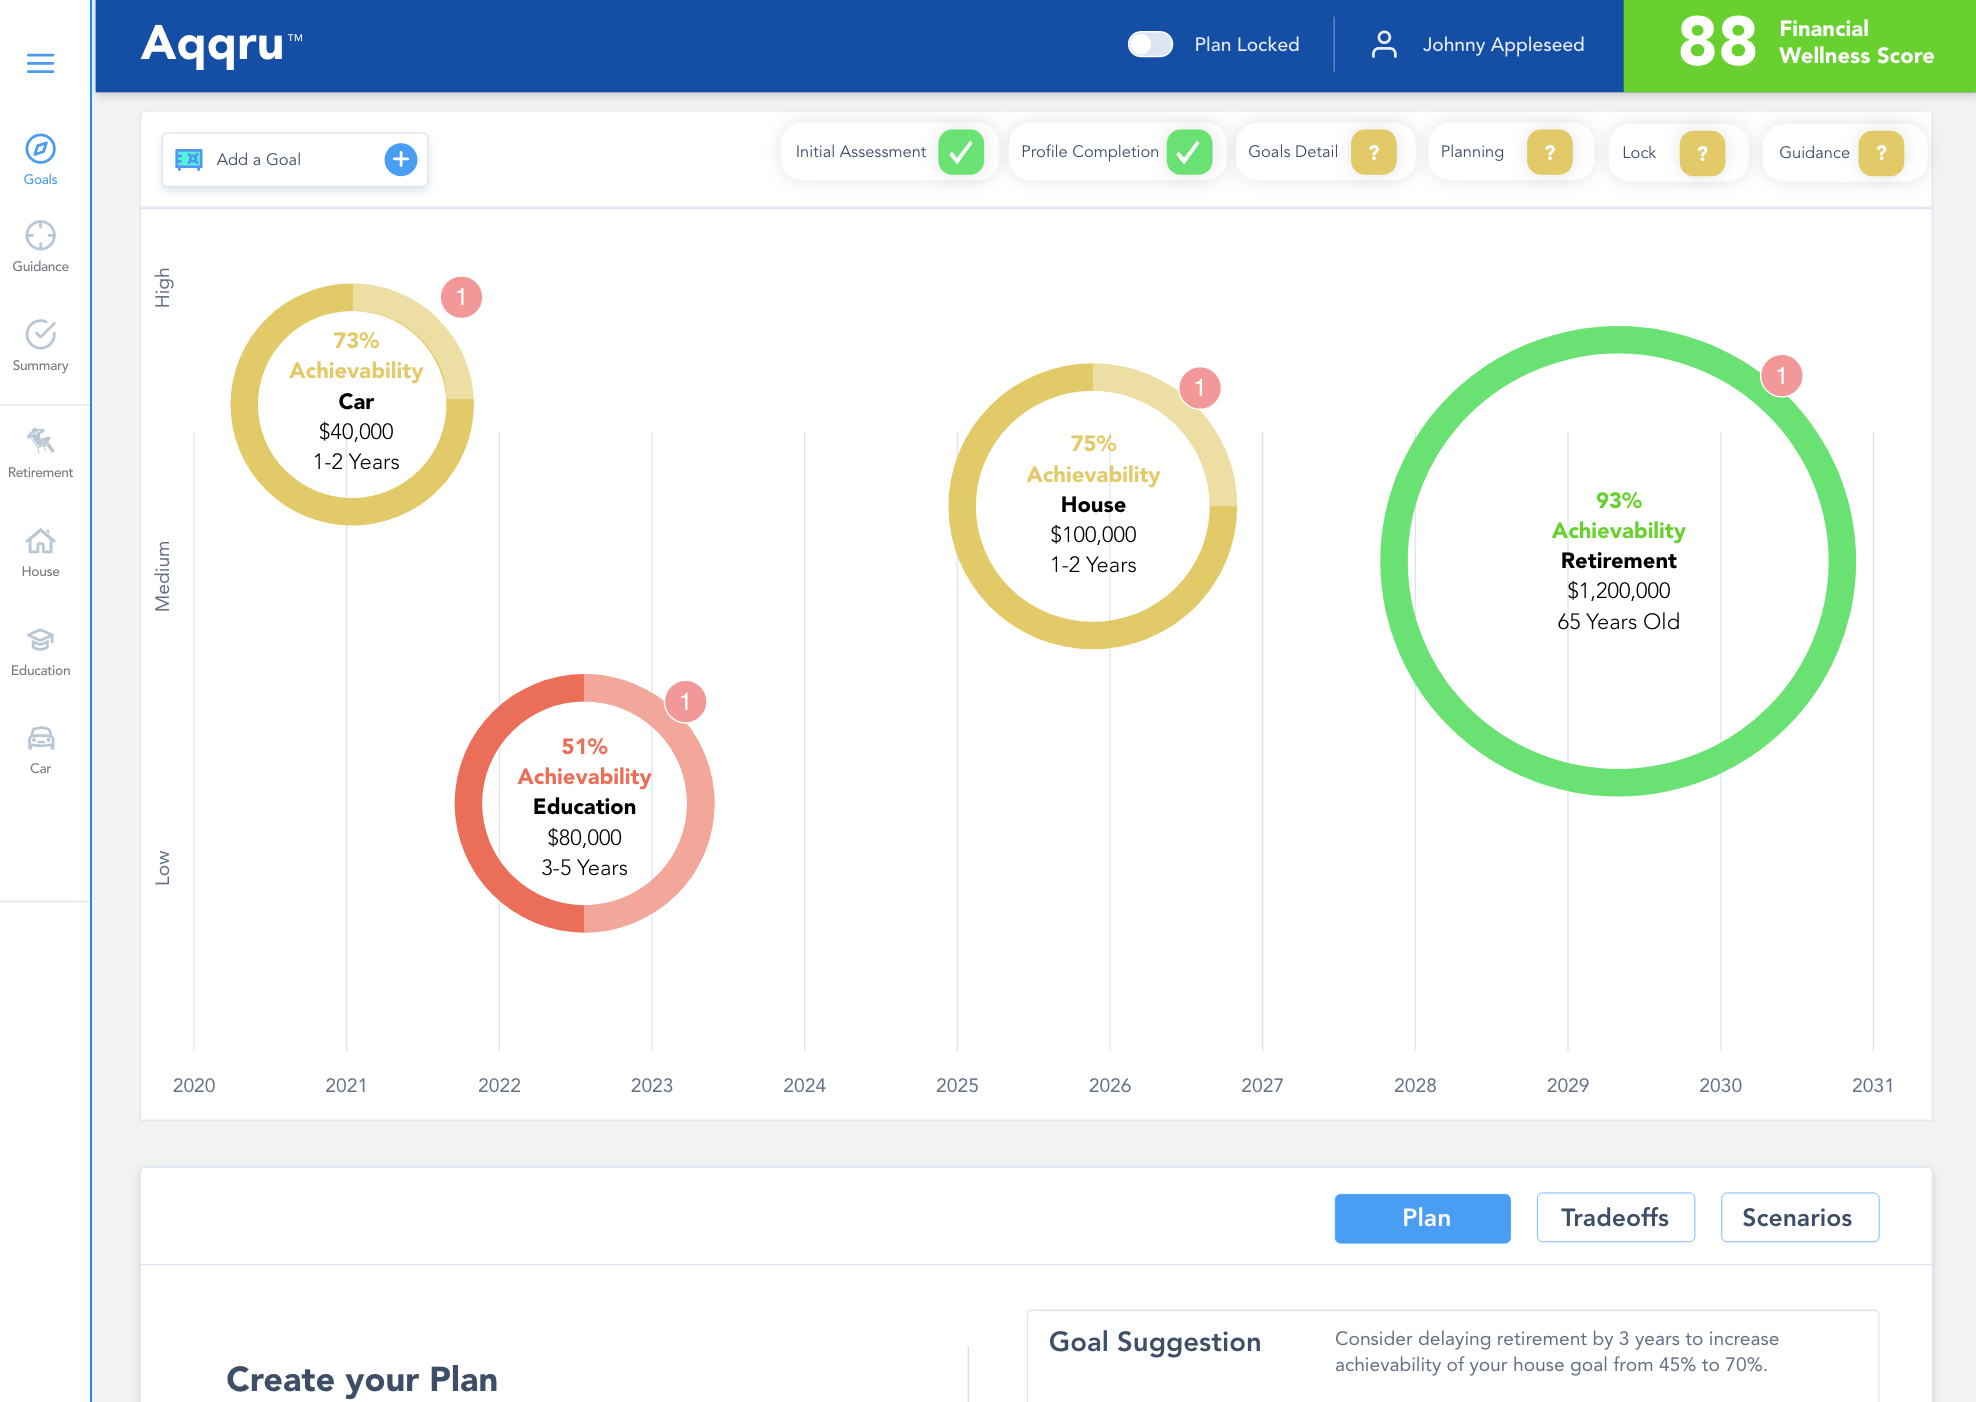 Aqqru™
Plan Locked
Johnny Appleseed
88
Financial
Wellness Score
Goals
Guidance
Summary
Retirement
House
Education
Car
Add a Goal
Initial Assessment
Profile Completion
Goals Detail ?
Planning ?
Lock ?
Guidance ?
High
Medium
Low
1
73%
Achievability
Car
$40,000
1-2 Years
1
75%
Achievability
House
$100,000
1-2 Years
1
93%
Achievability
Retirement
$1,200,000
65 Years Old
1
51%
Achievability
Education
$80,000
3-5 Years
2020 2021 2022 2023 2024 2025 2026 2027 2028 2029 2030 2031
Plan
Tradeoffs
Scenarios
Create your Plan
Goal Suggestion
Consider delaying retirement by 3 years to increase
achievability of your house goal from 45% to 70%.